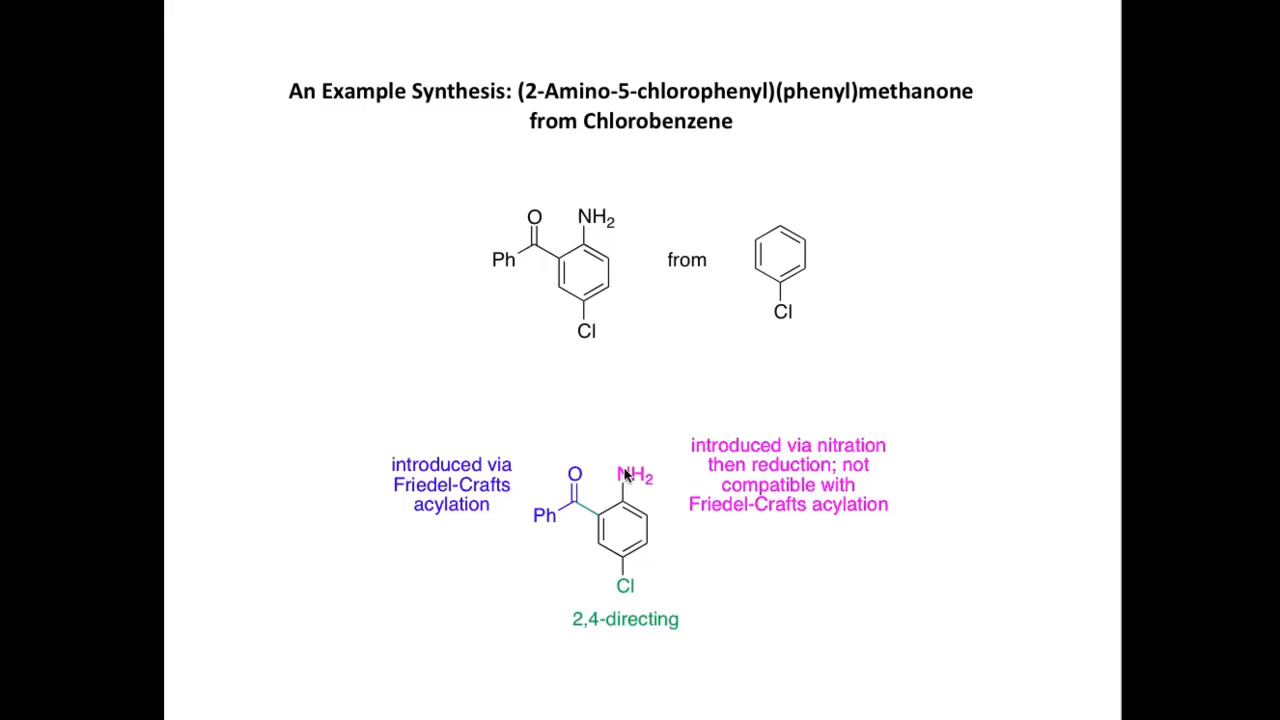 An Example Synthesis: (2-Amino-5-chlorophenyl)(phenyl)methanone
from Chlorobenzene
O
NH2
Ph
from
Cl
Cl
introduced via
Friedel-Crafts
acylation
O
NH2
Ph
Cl
2,4-directing
introduced via nitration
then reduction; not
compatible with
Friedel-Crafts acylation